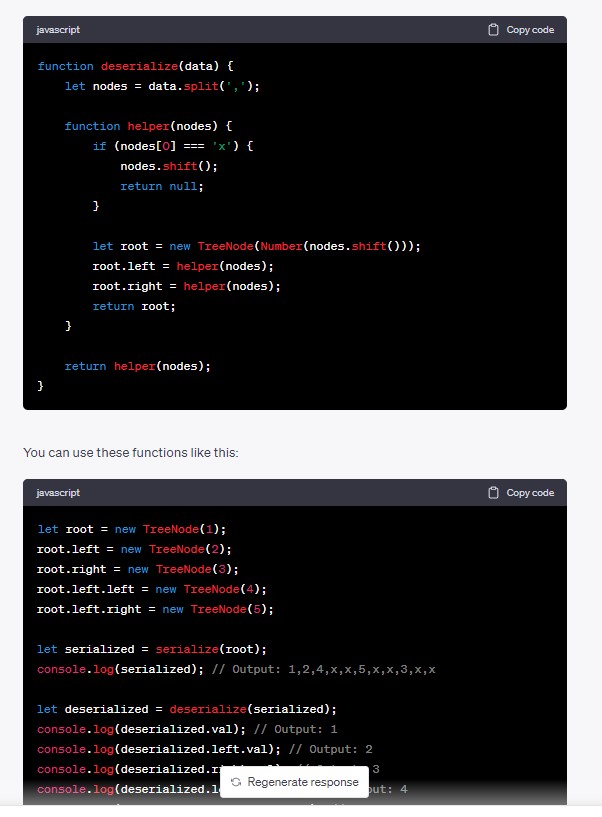 javascript
Copy code
function deserialize(data) {
    let nodes = data.split(',');

    function helper(nodes) {
        if (nodes[0] === 'x') {
            nodes.shift();
            return null;
        }

        let root = new TreeNode(Number(nodes.shift()));
        root.left = helper(nodes);
        root.right = helper(nodes);
        return root;
    }

    return helper(nodes);
}
You can use these functions like this:
javascript
Copy code
let root = new TreeNode(1);
root.left = new TreeNode(2);
root.right = new TreeNode(3);
root.left.left = new TreeNode(4);
root.left.right = new TreeNode(5);

let serialized = serialize(root);
console.log(serialized); // Output: 1,2,4,x,x,5,x,x,3,x,x

let deserialized = deserialize(serialized);
console.log(deserialized.val); // Output: 1
console.log(deserialized.left.val); // Output: 2
console.log(deserialized. 3
console.log(deserialized. : 4
Regenerate response